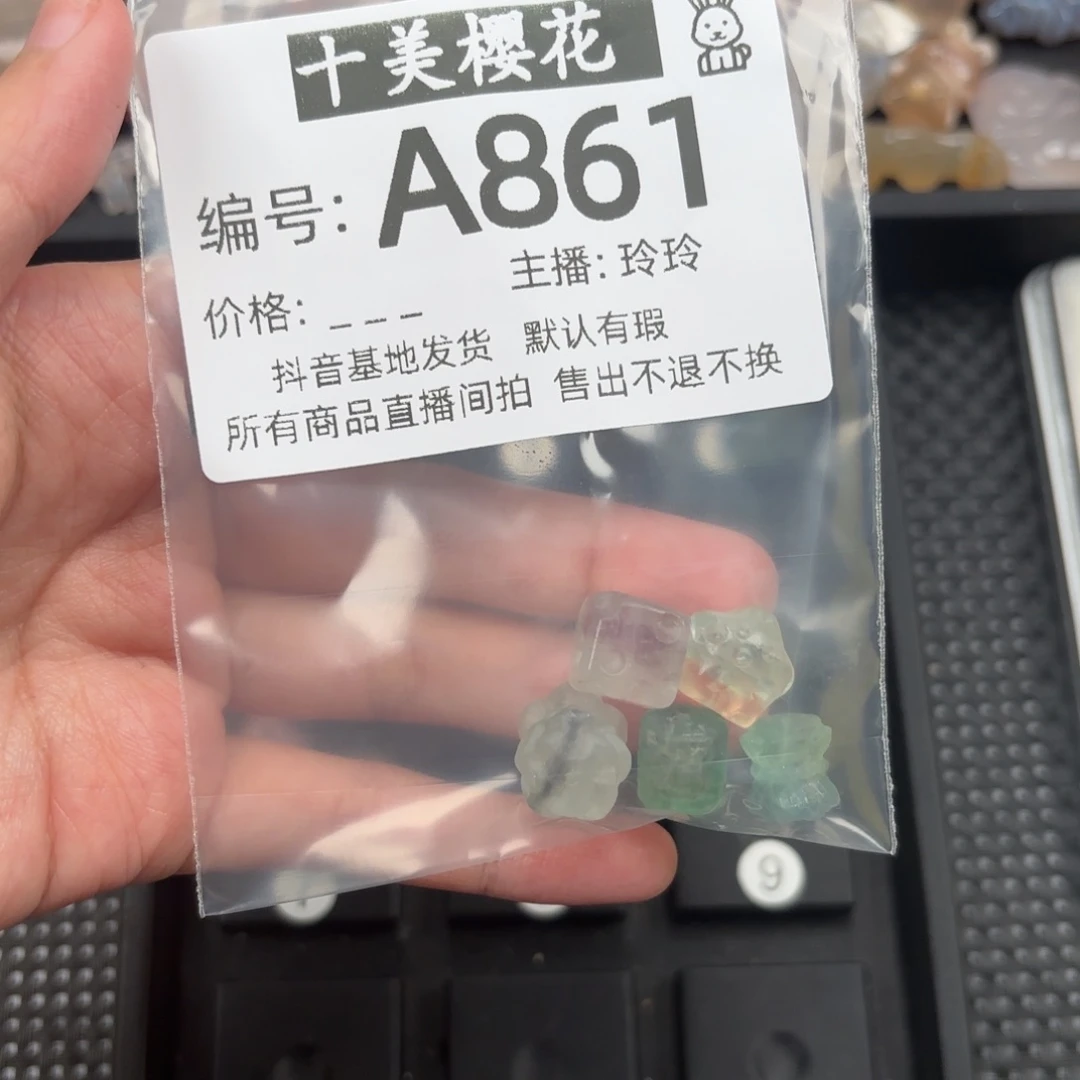 十美樱花
编号: A861
主播: 玲玲
价格: _ _ _
抖音基地发货 默认有瑕
所有商品直播间拍 售出不退不换
9